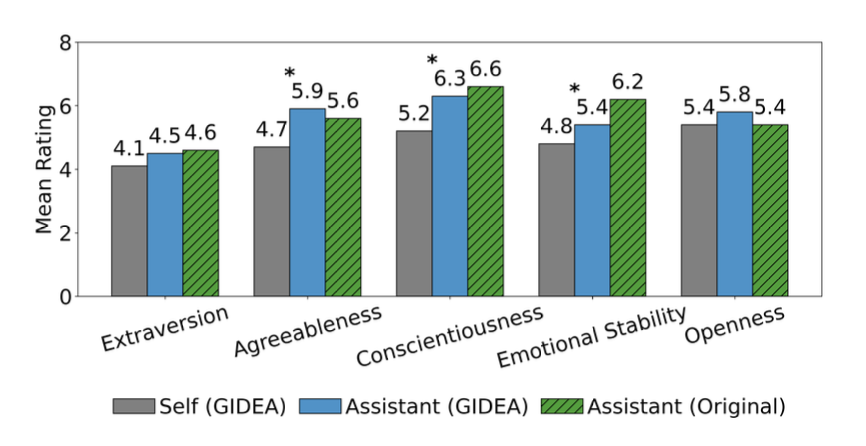 Mean Rating
8
6
4
2
0
4.1 4.5 4.6
4.7 * 5.9 5.6
5.2 * 6.3 6.6
4.8 * 5.4 6.2
5.4 5.8 5.4
Extraversion
Agreeableness
Conscientiousness
Emotional Stability
Openness
Self (GIDEA) Assistant (GIDEA) Assistant (Original)